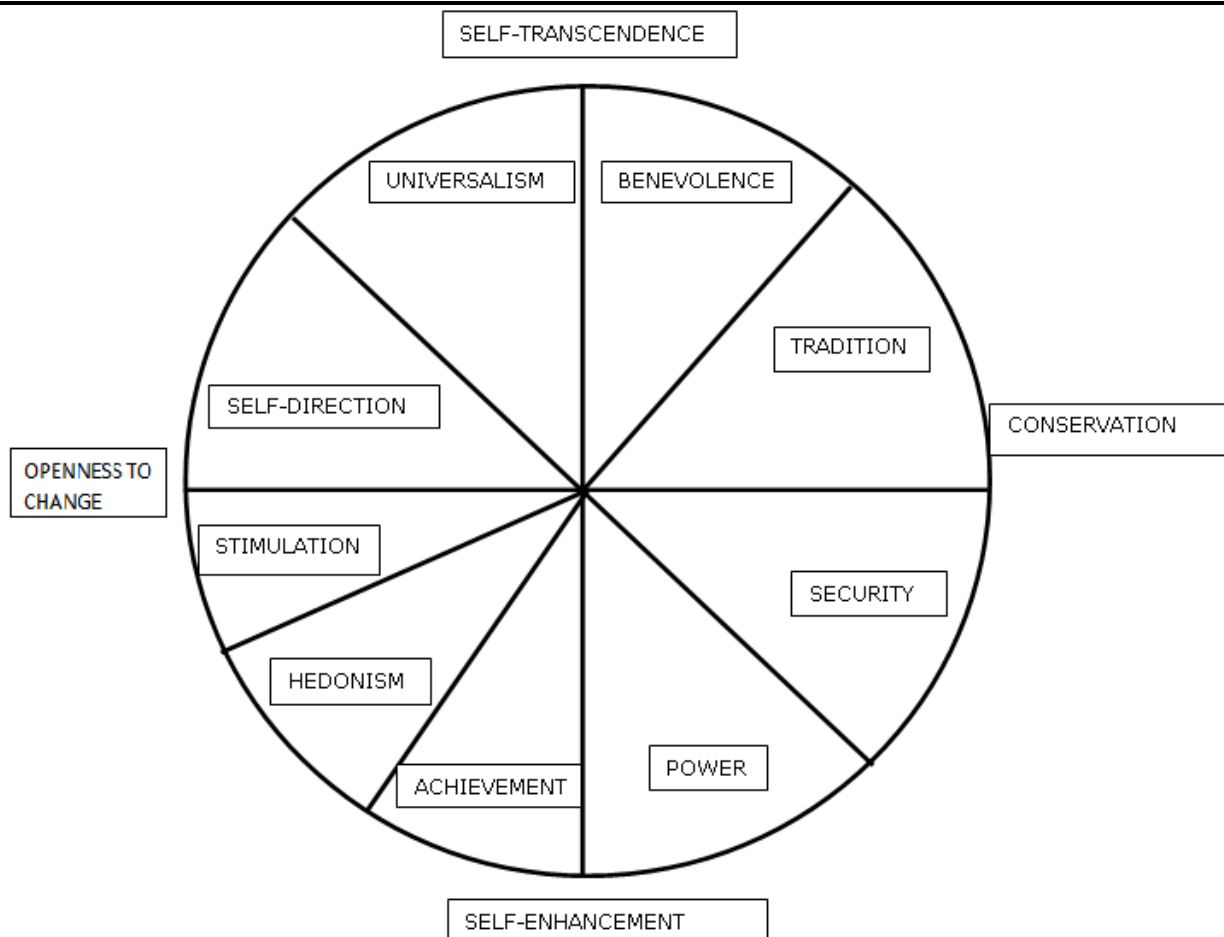 SELF-TRANSCENDENCE
UNIVERSALISM
BENEVOLENCE
TRADITION
SELF-DIRECTION
CONSERVATION
OPENNESS TO
CHANGE
STIMULATION
SECURITY
HEDONISM
POWER
ACHIEVEMENT
SELF-ENHANCEMENT